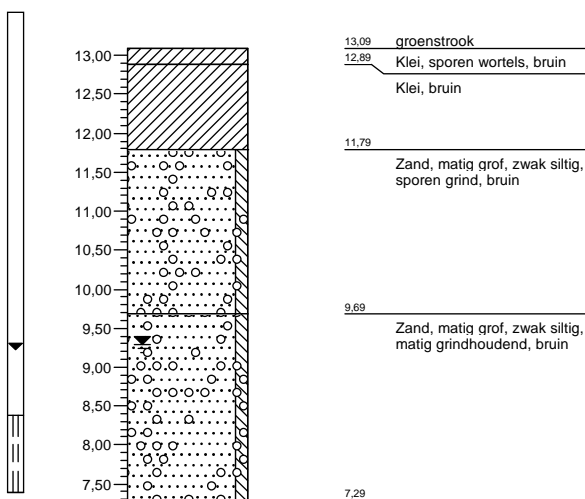 13,09 groenstrook
13,00
12,89 Klei, sporen wortels, bruin
Klei, bruin
12,50
12,00
11,79
Zand, matig grof, zwak siltig,
11,50
sporen grind, bruin
11,00
10,50
10,00
9,69
9,50
Zand, matig grof, zwak siltig,
matig grindhoudend, bruin
9,00
8,50
8,00
7,50
7,29